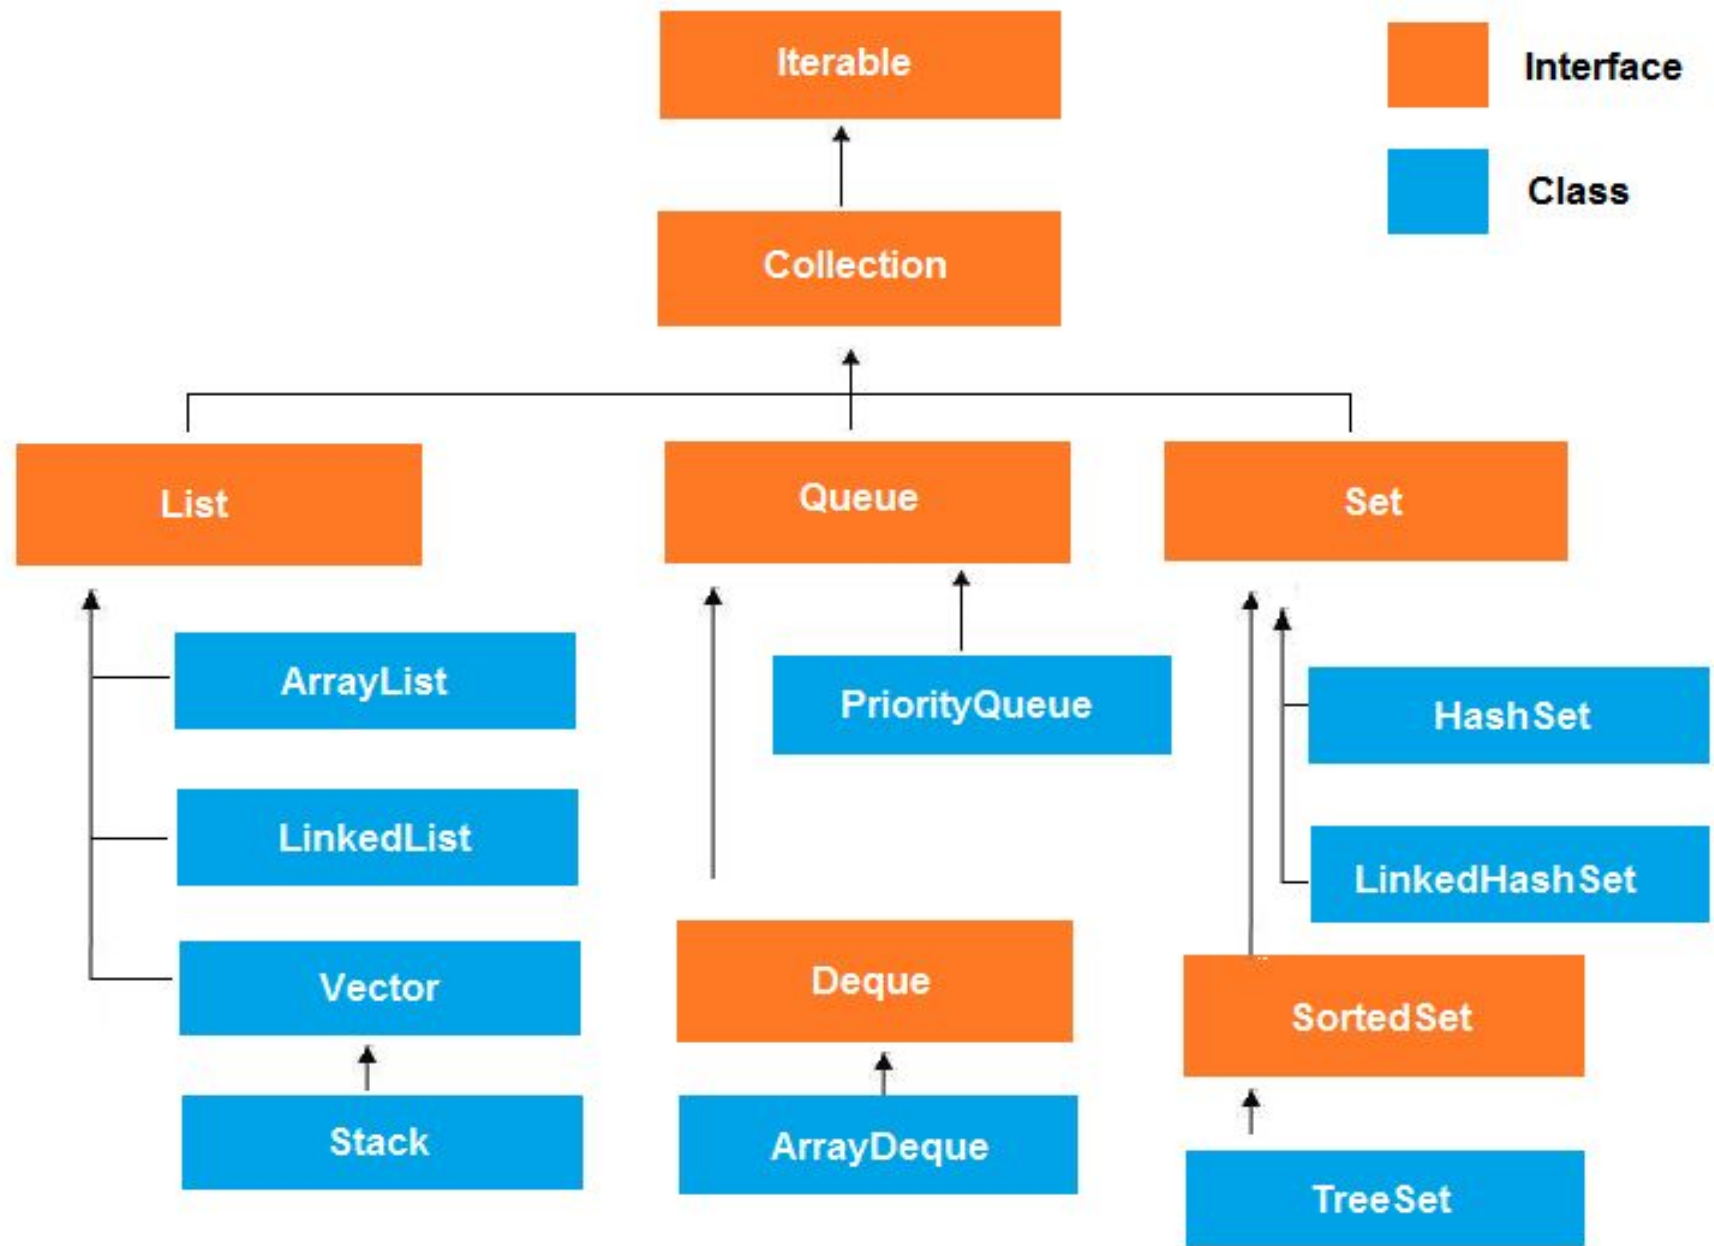 Iterable
Interface
Class
Collection
List
Queue
Set
ArrayList
PriorityQueue
HashSet
LinkedList
LinkedHashSet
Vector
Deque
SortedSet
Stack
ArrayDeque
TreeSet